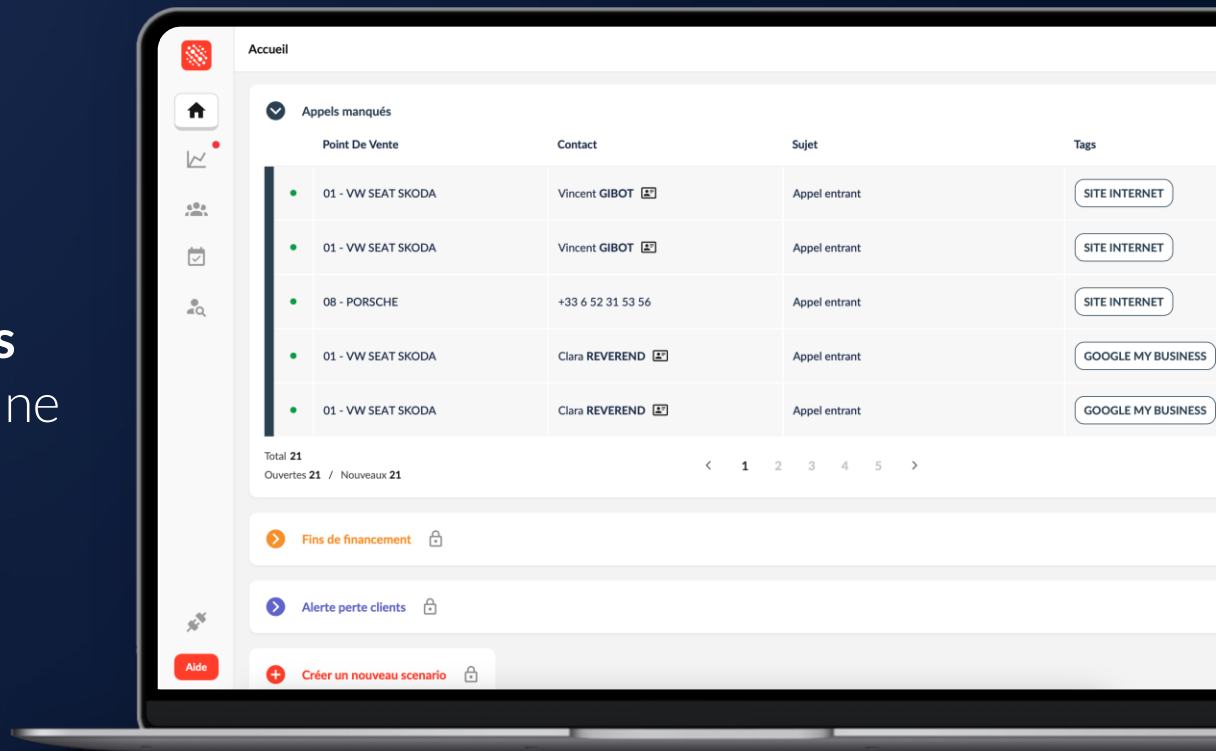 s
ne
Accueil
Appels manqués
Point De Vente Contact Sujet Tags
01 - VW SEAT SKODA Vincent GIBOT Appel entrant SITE INTERNET
01 - VW SEAT SKODA Vincent GIBOT Appel entrant SITE INTERNET
08 - PORSCHE +33 6 52 31 53 56 Appel entrant SITE INTERNET
01 - VW SEAT SKODA Clara REVEREND Appel entrant GOOGLE MY BUSINESS
01 - VW SEAT SKODA Clara REVEREND Appel entrant GOOGLE MY BUSINESS
Total 21
Ouvertes 21 / Nouveaux 21
< 1 2 3 4 5 >
Fins de financement
Alerte perte clients
Créer un nouveau scenario
Aide